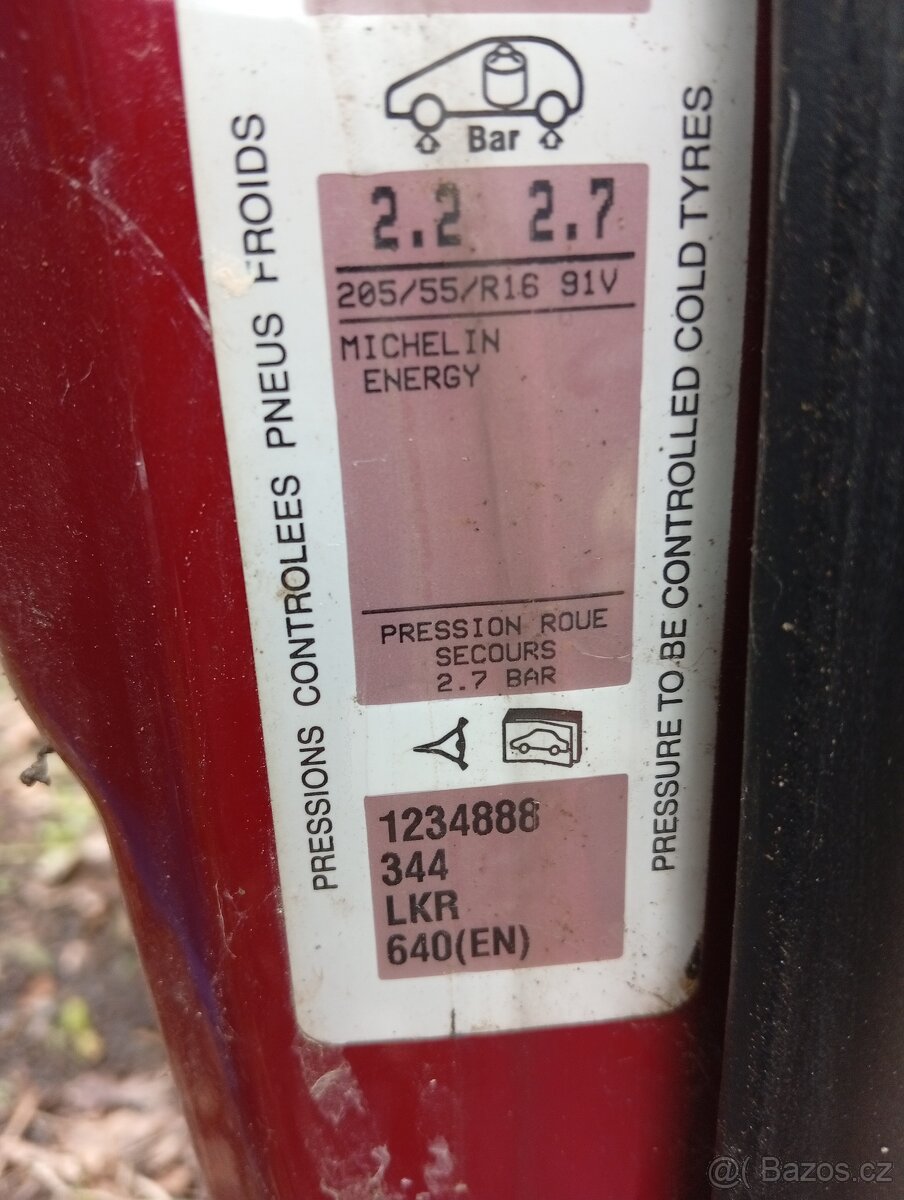 Bar
2.2 2.7
205/55/R16 91V
MICHELIN
ENERGY
PRESSION ROUE
SECOURS
2.7 BAR
PRESSIONS CONTROLEES PNEUS FROIDS
PRESSURE TO BE CONTROLLED COLD TYRES
1234888
344
LKR
640(EN)
@( Bazos.cz